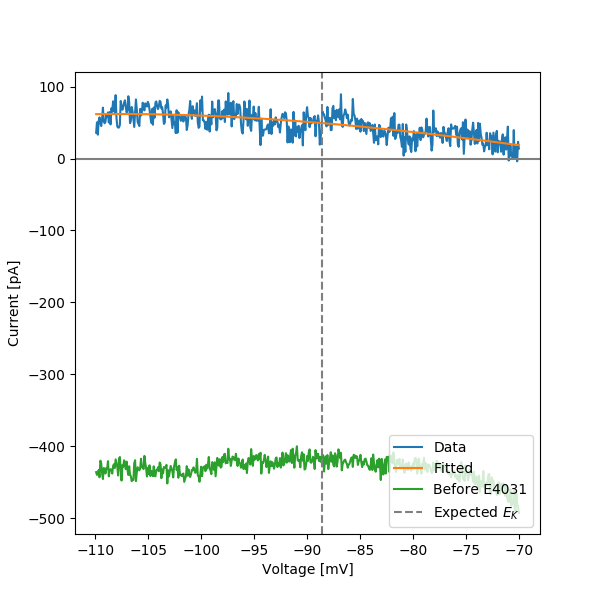 100
0
−100
−200
−300
−400
−500
Current [pA]
Data
Fitted
Before E4031
Expected E_K
−110
−105
−100
−95
−90
−85
−80
−75
−70
Voltage [mV]